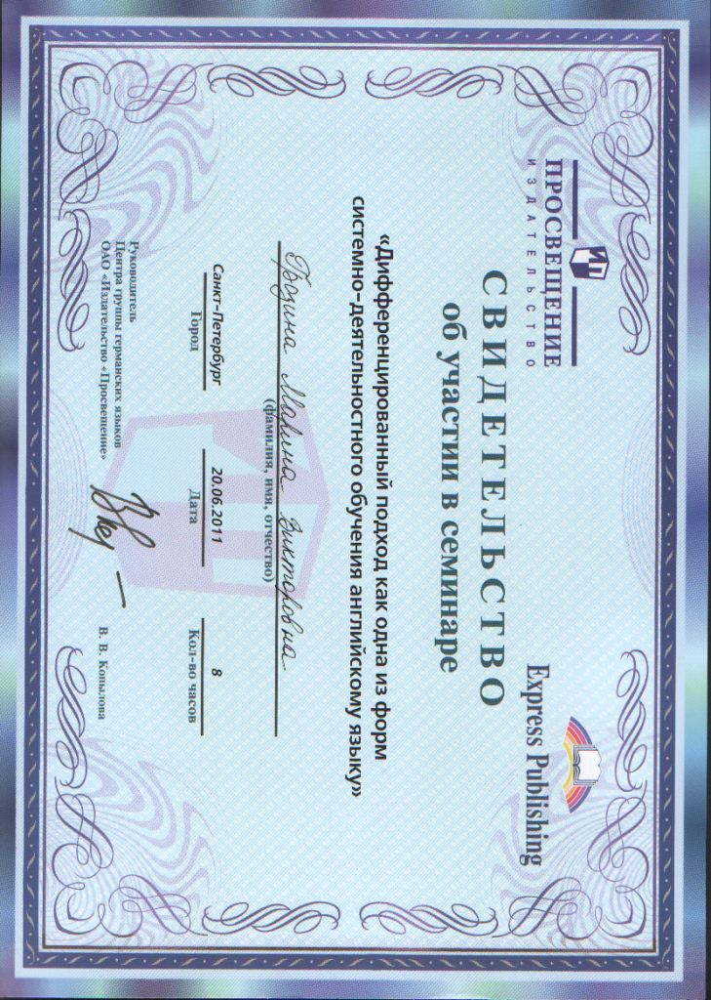 ПРОСВЕЩЕНИЕ
ИЗДАТЕЛЬСТВО
Express Publishing
СВИДЕТЕЛЬСТВО
об участии в семинаре
«Дифференцированный подход как одна из форм
системно-деятельностного обучения английскому языку»
Марина Викторовна
(фамилия, имя, отчество)
Санкт-Петербург 20.06.2011 8
Город Дата Кол-во часов
Руководитель
Центра группы германских языков
ОАО «Издательство «Просвещение» В. В. Копылова